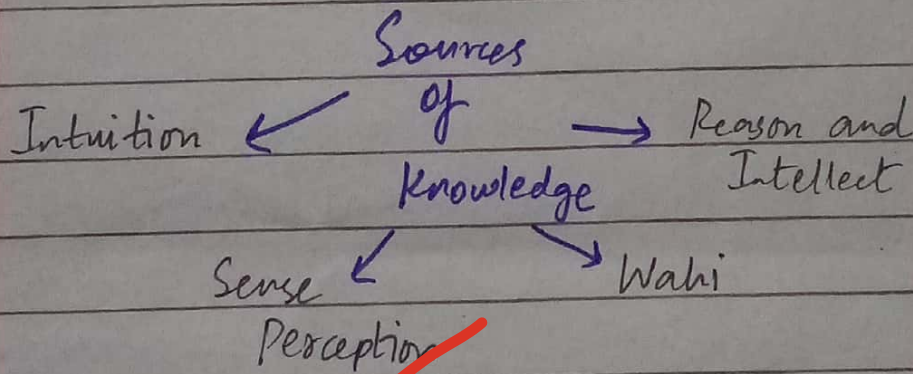 Sources
of
Intuition
Reason and
Intellect
Knowledge
Sense
Perception
Wahi